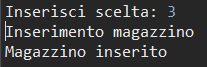 Inserisci scelta: 3
Inserimento magazzino
Magazzino inserito